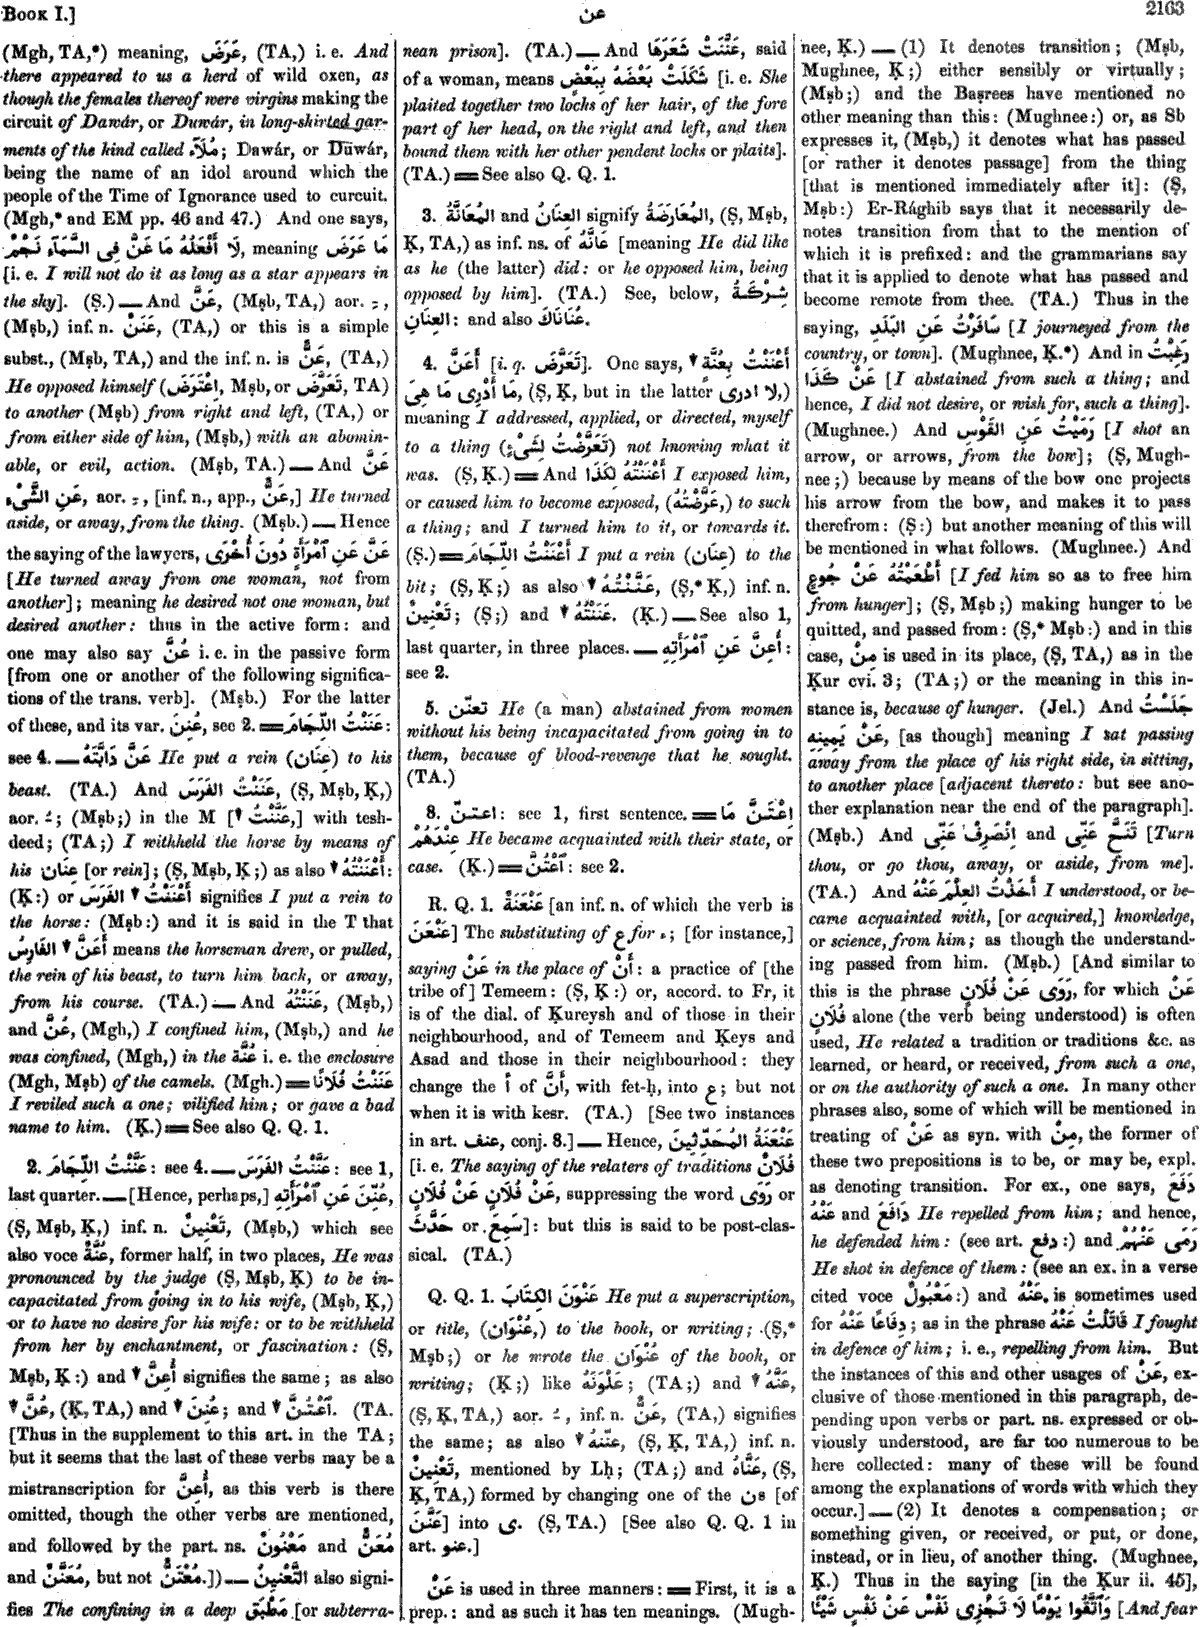 BOOK I.]
عن
2163
(Mgh, TA,*) meaning, عَرَضَ, (TA,) i. e. And
there appeared to us a herd of wild oxen, as
though the females thereof were virgins making the
circuit of Dawár, or Duwár, in long-skirted gar-
ments of the kind called مُلَآء; Dawár, or Duwár,
being the name of an idol around which the
people of the Time of Ignorance used to curcuit.
(Mgh,* and EM pp. 46 and 47.) And one says,
لَا أَفْعَلُهُ مَا عَنَّ فِى السَّمَآءِ نَجْمٌ, meaning مَا عَرَضَ
[i. e. I will not do it as long as a star appears in
the sky]. (Ṣ.) — And عَنَّ, (Mṣb, TA,) aor. ـِ ,
(Mṣb,) inf. n. عَنَنٌ, (TA,) or this is a simple
subst., (Mṣb, TA,) and the inf. n. is عَنٌّ, (TA,)
He opposed himself (اِعْتَرَضَ, Mṣb, or تَعَرَّضَ, TA)
to another (Mṣb) from right and left, (TA,) or
from either side of him, (Mṣb,) with an abomin-
able, or evil, action. (Mṣb, TA.) — And عَنَّ
عَنِ الشَّىْءِ, aor. ـِ , [inf. n., app., عَنٌّ,] He turned
aside, or away, from the thing. (Mṣb.) — Hence
the saying of the lawyers, عَنَّ عَنِ ٱمْرَأَةٍ دُونَ أُخْرَى
[He turned away from one woman, not from
another]; meaning he desired not one woman, but
desired another: thus in the active form: and
one may also say عُنَّ i. e. in the passive form
[from one or another of the following significa-
tions of the trans. verb]. (Mṣb.) For the latter
of these, and its var. عُنِنَ, see 2. = عَنَنْتُ اللِّجَامَ:
see 4. — عَنَّ دَابَّتَهُ He put a rein (عِنَان) to his
beast. (TA.) And عَنَنْتُ الفَرَسَ, (Ṣ, Mṣb, Ḳ,)
aor. ـُ ; (Mṣb;) in the M [▼ عَنَّنْتُ,] with tesh-
deed; (TA;) I withheld the horse by means of
his عِنَان [or rein]; (Ṣ, Mṣb, Ḳ;) as also ▼ أَعْنَنْتُهُ:
(Ḳ:) or أَعْنَنْتُ ▼ الفَرَسَ signifies I put a rein to
the horse: (Mṣb:) and it is said in the T that
أَعَنَّ ▼ الفَارِسُ means the horseman drew, or pulled,
the rein of his beast, to turn him back, or away,
from his course. (TA.) — And عَنَنْتُهُ, (Mṣb,)
and عُنَّ, (Mgh,) I confined him, (Mṣb,) and he
was confined, (Mgh,) in the عُنَّة i. e. the enclosure
(Mgh, Mṣb) of the camels. (Mgh.) = عَنَنْتُ فُلَانًا
I reviled such a one; vilified him; or gave a bad
name to him. (Ḳ.) = See also Q. Q. 1.
2. عَنَّنْتُ اللِّجَامَ: see 4. — عَنَّنْتُ الفَرَسَ: see 1,
last quarter. — [Hence, perhaps,] عُنِّنَ عَنِ ٱمْرَأَتِهِ,
(Ṣ, Mṣb, Ḳ,) inf. n. تَعْنِينٌ, (Mṣb,) which see
also voce عُنَّةٌ, former half, in two places, He was
pronounced by the judge (Ṣ, Mṣb, Ḳ) to be in-
capacitated from going in to his wife, (Mṣb, Ḳ,)
or to have no desire for his wife: or to be withheld
from her by enchantment, or fascination: (Ṣ,
Mṣb, Ḳ:) and ▼ أُعِنَّ signifies the same; as also
▼ عُنَّ, (Ḳ, TA,) and ▼ عُنِنَ; and ▼ ٱعْتُنَّ. (TA.
[Thus in the supplement to this art. in the TA;
but it seems that the last of these verbs may be a
mistranscription for أُعِنَّ, as this verb is there
omitted, though the other verbs are mentioned,
and followed by the part. ns. مَعْنُونٌ and مُعَنٌّ
and مُعَنَّنٌ, but not مُعْتَنٌّ.]) — التَّعْنِينُ also signi-
fies The confining in a deep مُطْبَق [or subterra-
nean prison]. (TA.) — And عَنَّنَتْ شَعَرَهَا, said
of a woman, means شَكَلَتْ بَعْضَهُ بِبَعْضٍ [i. e. She
plaited together two locks of her hair, of the fore
part of her head, on the right and left, and then
bound them with her other pendent locks or plaits].
(TA.) = See also Q. Q. 1.
3. المُعَانَّةُ and العِنَانُ signify المُعَارَضَةُ, (Ṣ, Mṣb,
Ḳ, TA,) as inf. ns. of عَانَّهُ [meaning He did like
as he (the latter) did: or he opposed him, being
opposed by him]. (TA.) See, below, شِرْكَةُ
العِنَانِ: and also عُنَانَاكَ.
4. أَعَنَّ [i. q. تَعَرَّضَ]. One says, ▼ أَعْنَنْتُ بِعُنَّةٍ
مَا أَدْرِى مَا هِىَ, (Ṣ, Ḳ, but in the latter لا ادرى,)
meaning I addressed, applied, or directed, myself
to a thing (تَعَرَّضْتُ لِشَىْءٍ) not knowing what it
was. (Ṣ, Ḳ.) = And أَعْنَنْتُهُ لِكَذَا I exposed him,
or caused him to become exposed, (عَرَّضْتُهُ,) to such
a thing; and I turned him to it, or towards it.
(Ṣ.) = أَعْنَنْتُ اللِّجَامَ I put a rein (عِنَان) to the
bit; (Ṣ, Ḳ;) as also ▼ عَنَّنْتُهُ, (Ṣ,* Ḳ,) inf. n.
تَعْنِينٌ; (Ṣ;) and ▼ عَنَنْتُهُ. (Ḳ.) — See also 1,
last quarter, in three places. — أُعِنَّ عَنِ ٱمْرَأَتِهِ:
see 2.
5. تعنّن He (a man) abstained from women
without his being incapacitated from going in to
them, because of blood-revenge that he sought.
(TA.)
8. اعتنّ: see 1, first sentence. = اِعْتَنَّ مَا
عِنْدَهُمْ He became acquainted with their state, or
case. (Ḳ.) = ٱعْتُنَّ: see 2.
R. Q. 1. عَنْعَنَةٌ [an inf. n. of which the verb is
عَنْعَنَ] The substituting of ع for ء; [for instance,]
saying عَنْ in the place of أَنْ: a practice of [the
tribe of] Temeem: (Ṣ, Ḳ:) or, accord. to Fr, it
is of the dial. of Ḳureysh and of those in their
neighbourhood, and of Temeem and Ḳeys and
Asad and those in their neighbourhood: they
change the أ of أَنَّ, with fet-ḥ, into ع; but not
when it is with kesr. (TA.) [See two instances
in art. عنف, conj. 8.] — Hence, عَنْعَنَةُ المُحَدِّثِينَ
[i. e. The saying of the relaters of traditions فُلَانٌ
عَنْ فُلَانٍ عَنْ فُلَانٍ, suppressing the word رَوَى or
حَدَّثَ or سَمِعَ]: but this is said to be post-clas-
sical. (TA.)
Q. Q. 1. عَنْوَنَ الكِتَابَ He put a superscription,
or title, (عُنْوَان,) to the book, or writing; (Ṣ,*
Mṣb;) or he wrote the عُنْوَان of the book, or
writing; (Ḳ;) like عَلْوَنَهُ; (TA;) and ▼ عَنَّهُ,
(Ṣ, Ḳ, TA,) aor. ـُ , inf. n. عَنٌّ, (TA,) signifies
the same; as also ▼ عَنَّنَهُ, (Ṣ, Ḳ, TA,) inf. n.
تَعْنِينٌ, mentioned by Lḥ; (TA;) and عَنَّاهُ, (Ṣ,
Ḳ, TA,) formed by changing one of the ن s [of
عَنَّنَ] into ى. (Ṣ, TA.) [See also Q. Q. 1 in
art. عنو.]
عَنْ is used in three manners: = First, it is a
prep.: and as such it has ten meanings. (Mugh-
nee, Ḳ.) — (1) It denotes transition; (Mṣb,
Mughnee, Ḳ;) either sensibly or virtually;
(Mṣb;) and the Baṣrees have mentioned no
other meaning than this: (Mughnee:) or, as Sb
expresses it, (Mṣb,) it denotes what has passed
[or rather it denotes passage] from the thing
[that is mentioned immediately after it]: (Ṣ,
Mṣb:) Er-Rághib says that it necessarily de-
notes transition from that to the mention of
which it is prefixed: and the grammarians say
that it is applied to denote what has passed and
become remote from thee. (TA.) Thus in the
saying, سَافَرْتُ عَنِ البَلَدِ [I journeyed from the
country, or town]. (Mughnee, Ḳ.*) And in رَغِبْتُ
عَنْ كَذَا [I abstained from such a thing; and
hence, I did not desire, or wish for, such a thing].
(Mughnee.) And رَمَيْتُ عَنِ القَوْسِ [I shot an
arrow, or arrows, from the bow]; (Ṣ, Mugh-
nee;) because by means of the bow one projects
his arrow from the bow, and makes it to pass
therefrom: (Ṣ:) but another meaning of this will
be mentioned in what follows. (Mughnee.) And
أَطْعَمْتُهُ عَنْ جُوعٍ [I fed him so as to free him
from hunger]; (Ṣ, Mṣb;) making hunger to be
quitted, and passed from: (Ṣ,* Mṣb:) and in this
case, مِنْ is used in its place, (Ṣ, TA,) as in the
Ḳur cvi. 3; (TA;) or the meaning in this in-
stance is, because of hunger. (Jel.) And جَلَسْتُ
عَنْ يَمِينِهِ, [as though] meaning I sat passing
away from the place of his right side, in sitting,
to another place [adjacent thereto: but see ano-
ther explanation near the end of the paragraph].
(Mṣb.) And اِنْصَرِفْ عَنِّى and تَنَحَّ عَنِّى [Turn
thou, or go thou, away, or aside, from me].
(TA.) And أَخَذْتُ العِلْمَ عَنْهُ I understood, or be-
came acquainted with, [or acquired,] knowledge,
or science, from him; as though the understand-
ing passed from him. (Mṣb.) [And similar to
this is the phrase رَوَى عَنْ فُلَانٍ, for which عَنْ
فُلَانٍ alone (the verb being understood) is often
used, He related a tradition or traditions &c. as
learned, or heard, or received, from such a one,
or on the authority of such a one. In many other
phrases also, some of which will be mentioned in
treating of عَنْ as syn. with مِنْ, the former of
these two prepositions is to be, or may be, expl.
as denoting transition. For ex., one says, دَفَعَ
عَنْهُ and دَافَعَ He repelled from him; and hence,
he defended him: (see art. دفع:) and رَمَى عَنْهُمْ
He shot in defence of them: (see an ex. in a verse
cited voce مَعْبُولٌ:) and عَنْهُ is sometimes used
for دِفَاعًا عَنْهُ; as in the phrase قَاتَلْتُ عَنْهُ I fought
in defence of him; i. e., repelling from him. But
the instances of this and other usages of عَنْ, ex-
clusive of those mentioned in this paragraph, de-
pending upon verbs or part. ns. expressed or ob-
viously understood, are far too numerous to be
here collected: many of these will be found
among the explanations of words with which they
occur.] — (2) It denotes a compensation; or
something given, or received, or put, or done,
instead, or in lieu, of another thing. (Mughnee,
Ḳ.) Thus in the saying [in the Ḳur ii. 45],
وَٱتَّقُوا يَوْمًا لَا تَجْزِى نَفْسٌ عَنْ نَفْسٍ شَيْئًا [And fear